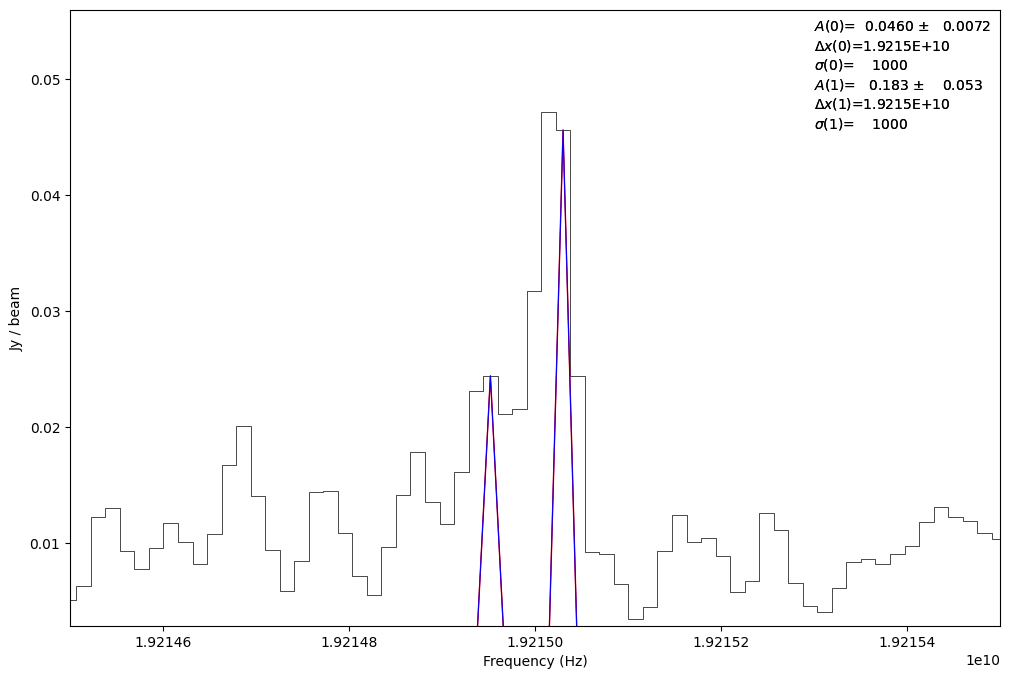 A(0)= 0.0460 ± 0.0072
Δx(0)=1.9215E+10
σ(0)= 1000
A(1)= 0.183 ± 0.053
Δx(1)=1.9215E+10
σ(1)= 1000
0.05
0.04
0.03
0.02
0.01
Jy / beam
1.92146 1.92148 1.92150 1.92152 1.92154
Frequency (Hz)
1e10